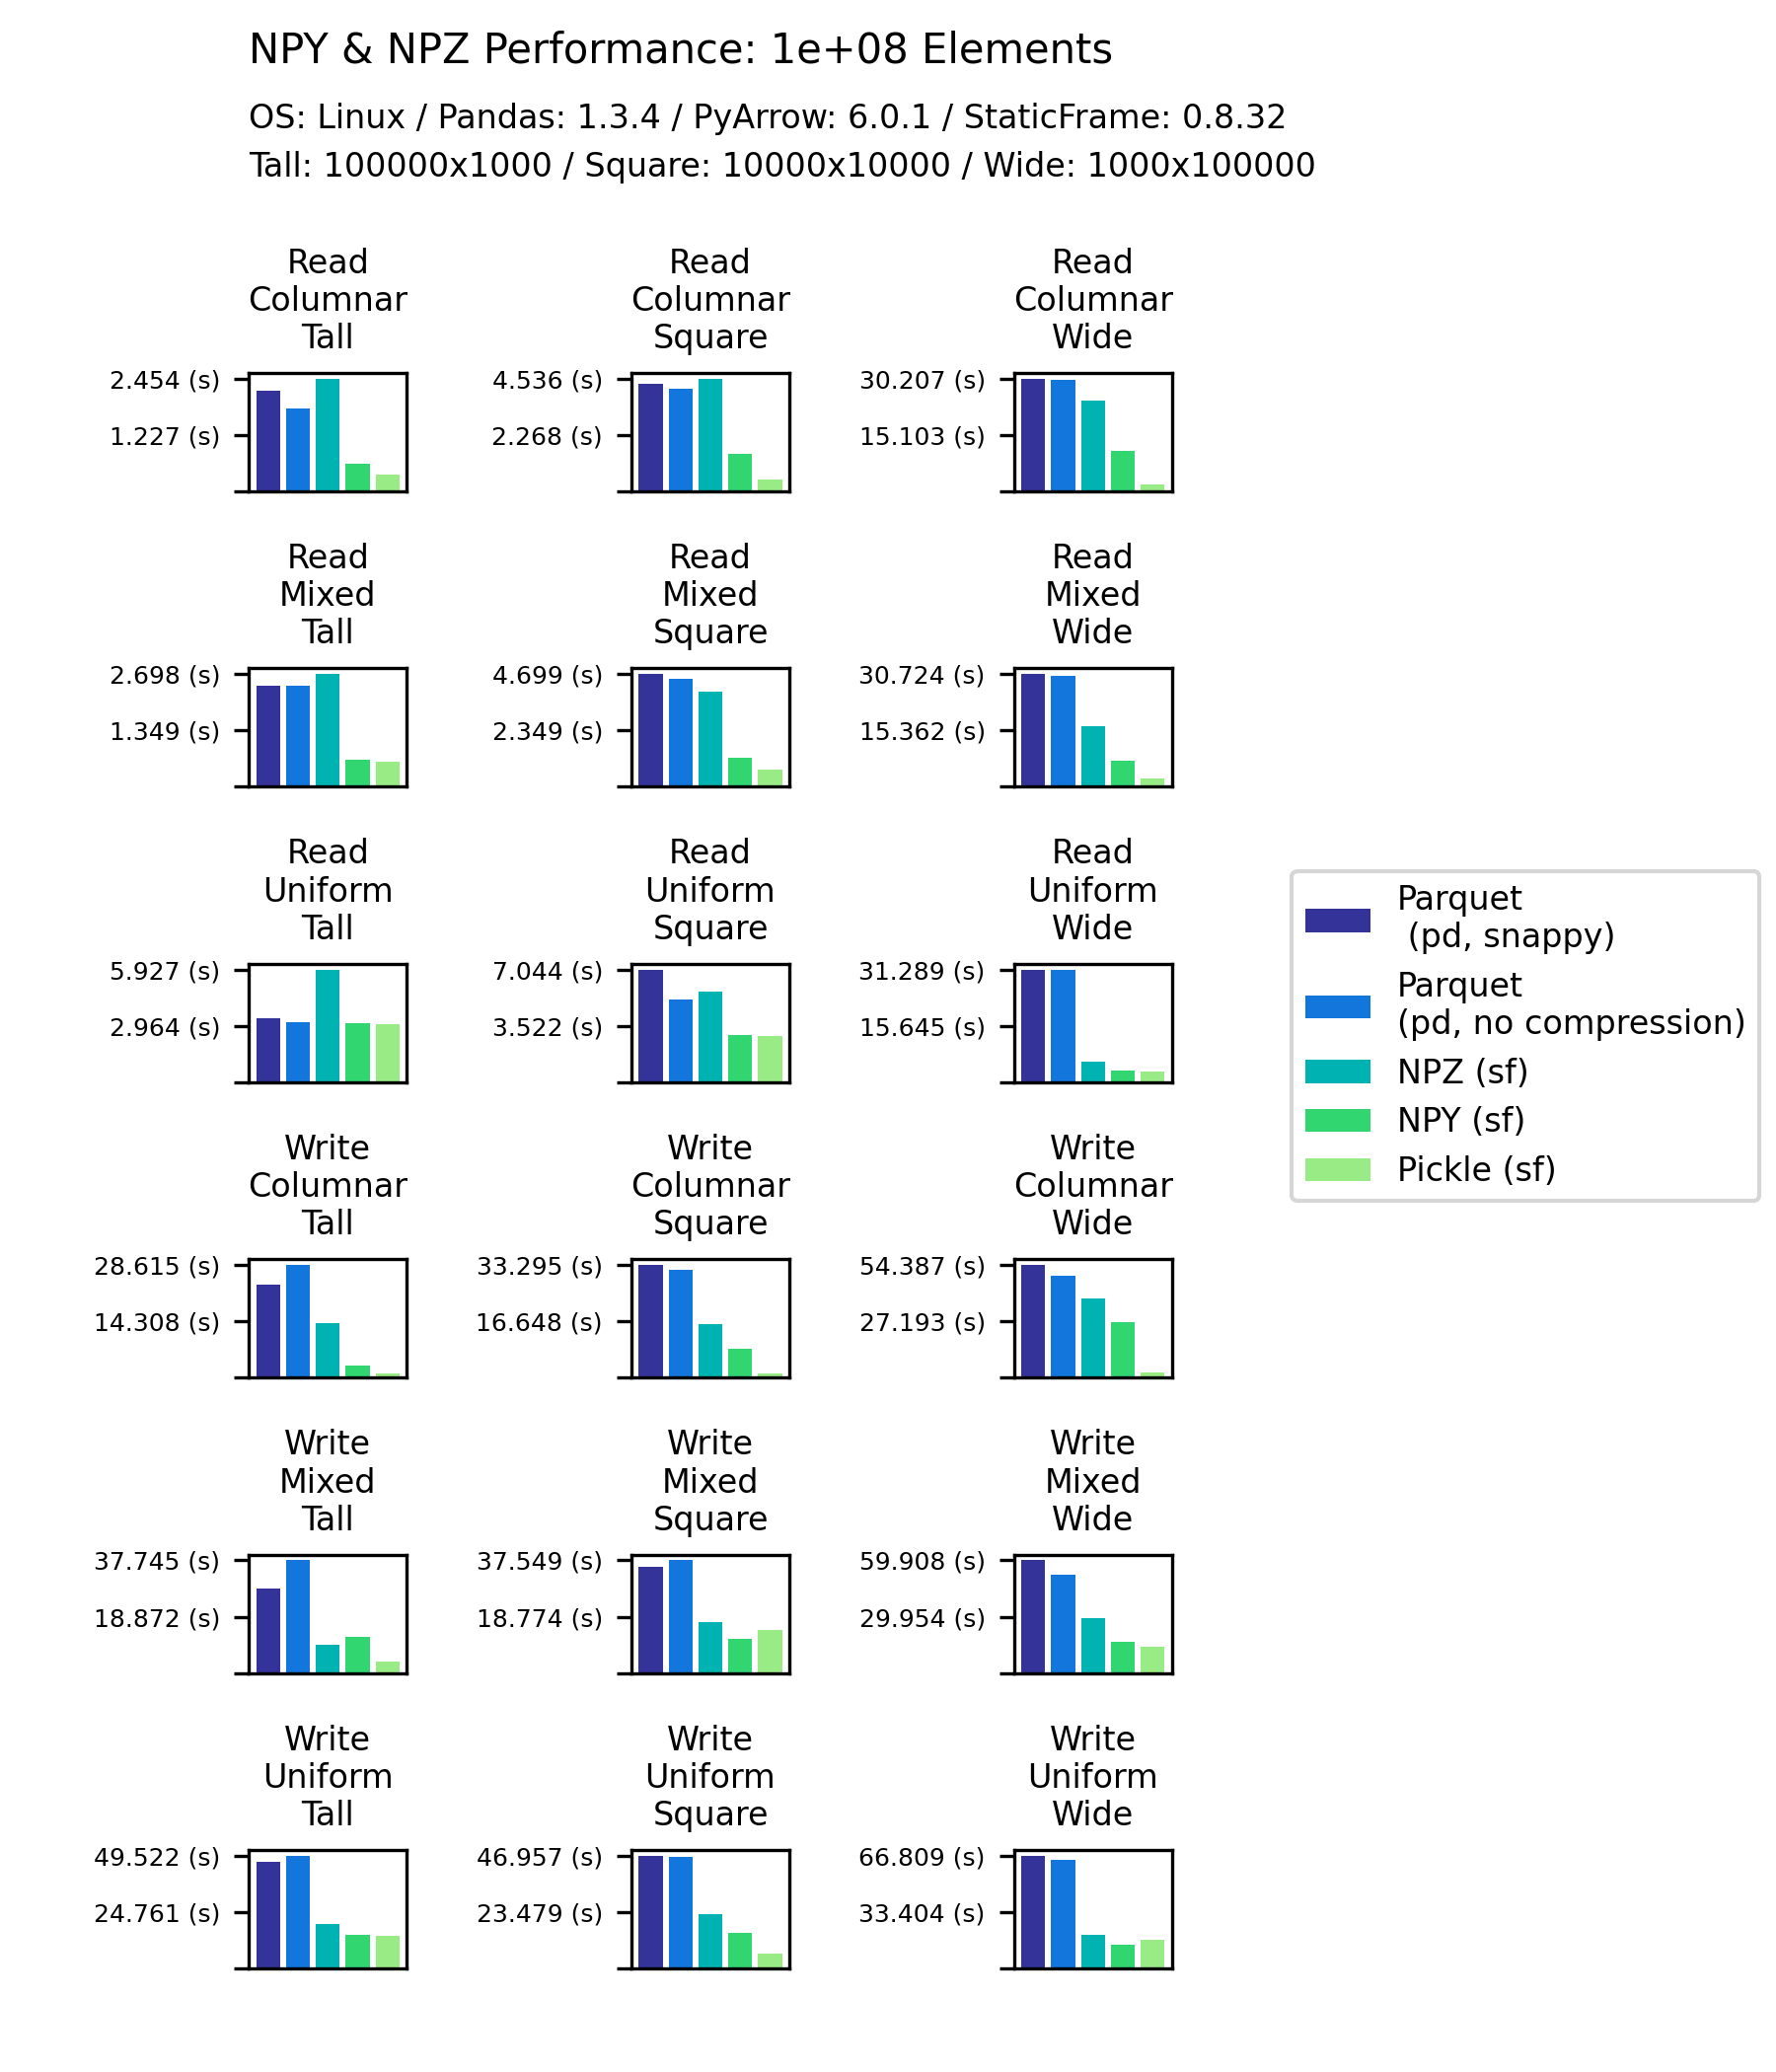 NPY & NPZ Performance: 1e+08 Elements
OS: Linux / Pandas: 1.3.4 / PyArrow: 6.0.1 / StaticFrame: 0.8.32
Tall: 100000x1000 / Square: 10000x10000 / Wide: 1000x100000
Read
Columnar
Tall
2.454 (s)
1.227 (s)
Read
Columnar
Square
4.536 (s)
2.268 (s)
Read
Columnar
Wide
30.207 (s)
15.103 (s)
Read
Mixed
Tall
2.698 (s)
1.349 (s)
Read
Mixed
Square
4.699 (s)
2.349 (s)
Read
Mixed
Wide
30.724 (s)
15.362 (s)
Read
Uniform
Tall
5.927 (s)
2.964 (s)
Read
Uniform
Square
7.044 (s)
3.522 (s)
Read
Uniform
Wide
31.289 (s)
15.645 (s)
Parquet
(pd, snappy)
Parquet
(pd, no compression)
NPZ (sf)
NPY (sf)
Pickle (sf)
Write
Columnar
Tall
28.615 (s)
14.308 (s)
Write
Columnar
Square
33.295 (s)
16.648 (s)
Write
Columnar
Wide
54.387 (s)
27.193 (s)
Write
Mixed
Tall
37.745 (s)
18.872 (s)
Write
Mixed
Square
37.549 (s)
18.774 (s)
Write
Mixed
Wide
59.908 (s)
29.954 (s)
Write
Uniform
Tall
49.522 (s)
24.761 (s)
Write
Uniform
Square
46.957 (s)
23.479 (s)
Write
Uniform
Wide
66.809 (s)
33.404 (s)